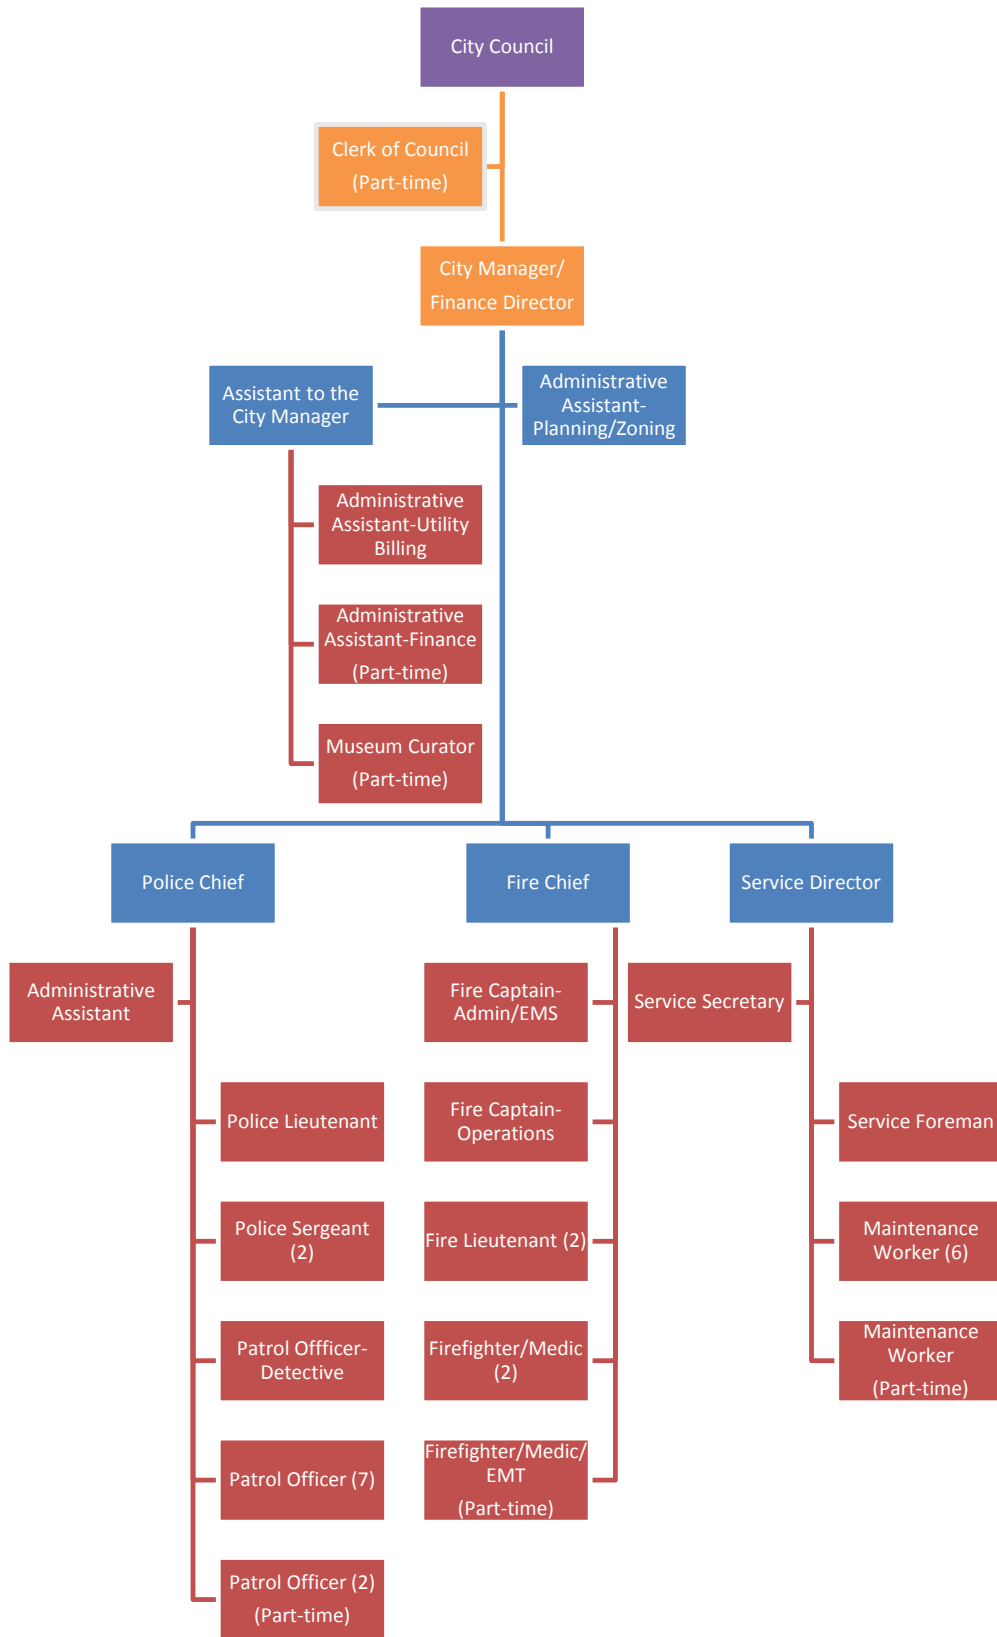 City Council
Clerk of Council
(Part-time)
City Manager/
Finance Director
Assistant to the
City Manager
Administrative
Assistant-
Planning/Zoning
Administrative
Assistant-Utility
Billing
Administrative
Assistant-Finance
(Part-time)
Museum Curator
(Part-time)
Police Chief
Fire Chief
Service Director
Administrative
Assistant
Fire Captain-
Admin/EMS
Service Secretary
Police Lieutenant
Fire Captain-
Operations
Service Foreman
Police Sergeant
(2)
Fire Lieutenant (2)
Maintenance
Worker (6)
Patrol Offficer-
Detective
Firefighter/Medic
(2)
Maintenance
Worker
(Part-time)
Patrol Officer (7)
Firefighter/Medic/
EMT
(Part-time)
Patrol Officer (2)
(Part-time)